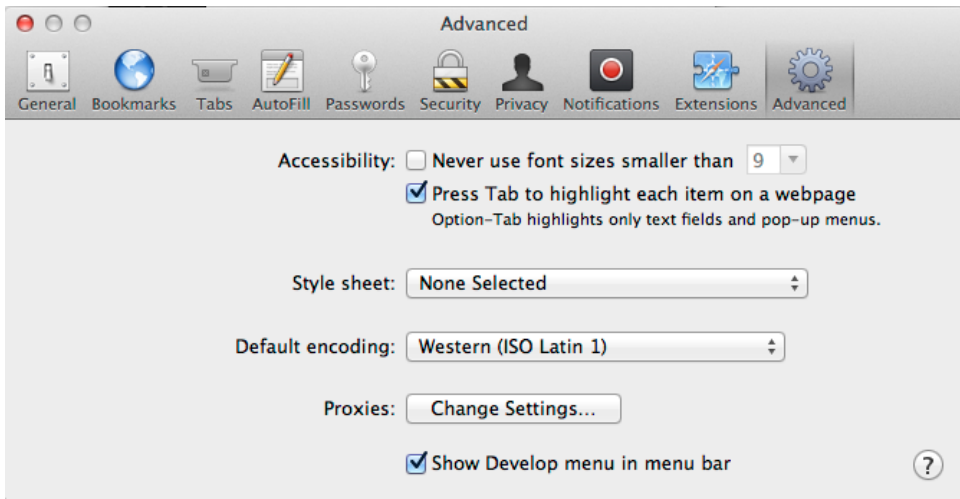 Advanced
General Bookmarks Tabs AutoFill Passwords Security Privacy Notifications Extensions Advanced
Accessibility: Never use font sizes smaller than 9
Press Tab to highlight each item on a webpage
Option-Tab highlights only text fields and pop-up menus.
Style sheet: None Selected
Default encoding: Western (ISO Latin 1)
Proxies: Change Settings...
Show Develop menu in menu bar ?